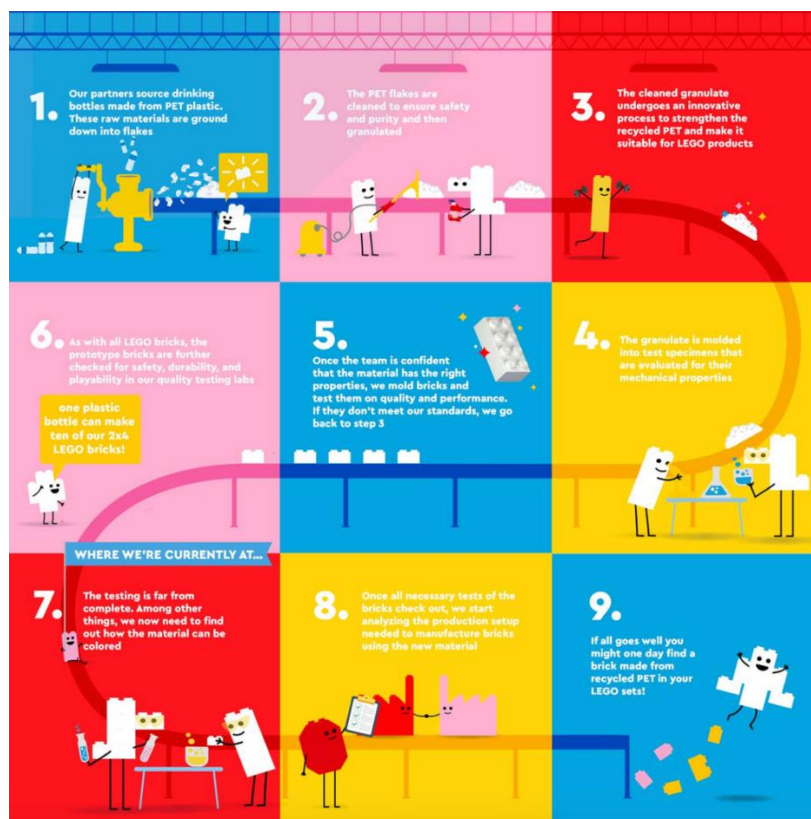 1.
Our partners source drinking
bottles made from PET plastic.
These raw materials are ground
down into flakes
2.
The PET flakes are
cleaned to ensure safety
and purity and then
granulated
3.
The cleaned granulate
undergoes an innovative
process to strengthen the
recycled PET and make it
suitable for LEGO products
4.
The granulate is molded
into test specimens that
are evaluated for their
mechanical properties
5.
Once the team is confident
that the material has the right
properties, we mold bricks and
test them on quality and performance.
If they don't meet our standards, we go
back to step 3
6.
As with all LEGO bricks, the
prototype bricks are further
checked for safety, durability, and
playability in our quality testing labs
one plastic
bottle can make
ten of our 2x4
LEGO bricks!
WHERE WE'RE CURRENTLY AT...
7.
The testing is far from
complete. Among other
things, we now need to find
out how the material can be
colored
8.
Once all necessary tests of the
bricks check out, we start
analyzing the production setup
needed to manufacture bricks
using the new material
9.
If all goes well you
might one day find a
brick made from
recycled PET in your
LEGO sets!